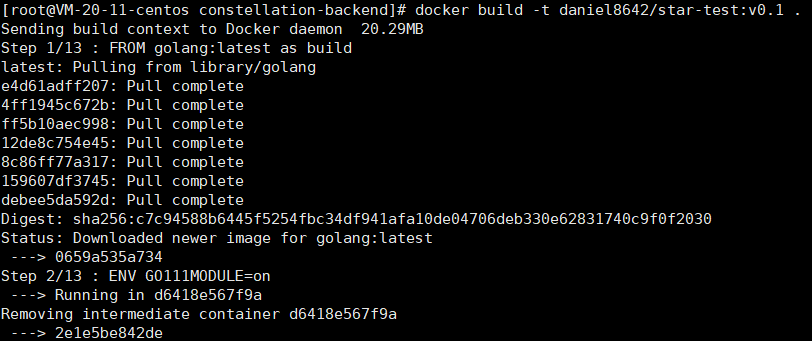 [root@VM-20-11-centos constellation-backend]# docker build -t daniel8642/star-test:v0.1 .
Sending build context to Docker daemon  20.29MB
Step 1/13 : FROM golang:latest as build
latest: Pulling from library/golang
e4d61adff207: Pull complete
4ff1945c672b: Pull complete
ff5b10aec998: Pull complete
12de8c754e45: Pull complete
8c86ff77a317: Pull complete
159607df3745: Pull complete
debee5da592d: Pull complete
Digest: sha256:c7c94588b6445f5254fbc34df941afa10de04706deb330e62831740c9f0f2030
Status: Downloaded newer image for golang:latest
 ---> 0659a535a734
Step 2/13 : ENV GO111MODULE=on
 ---> Running in d6418e567f9a
Removing intermediate container d6418e567f9a
 ---> 2e1e5be842de